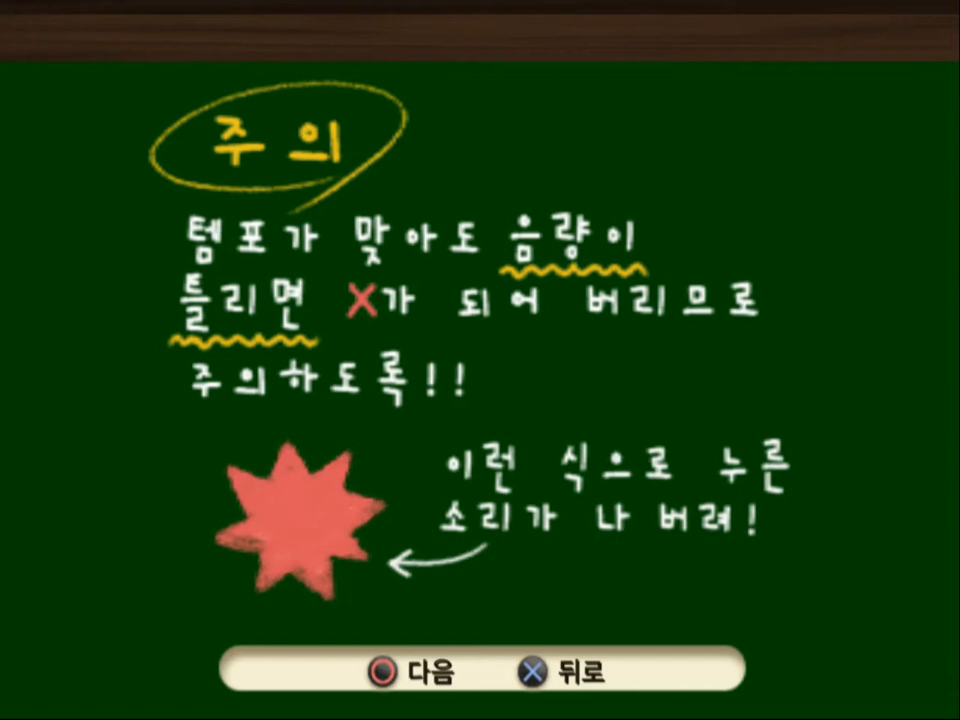 주의
템포가 맞아도 음량이
틀리면 X가 되어 버리므로
주의하도록!!
이런 식으로 누른
소리가 나 버려!
다음 뒤로